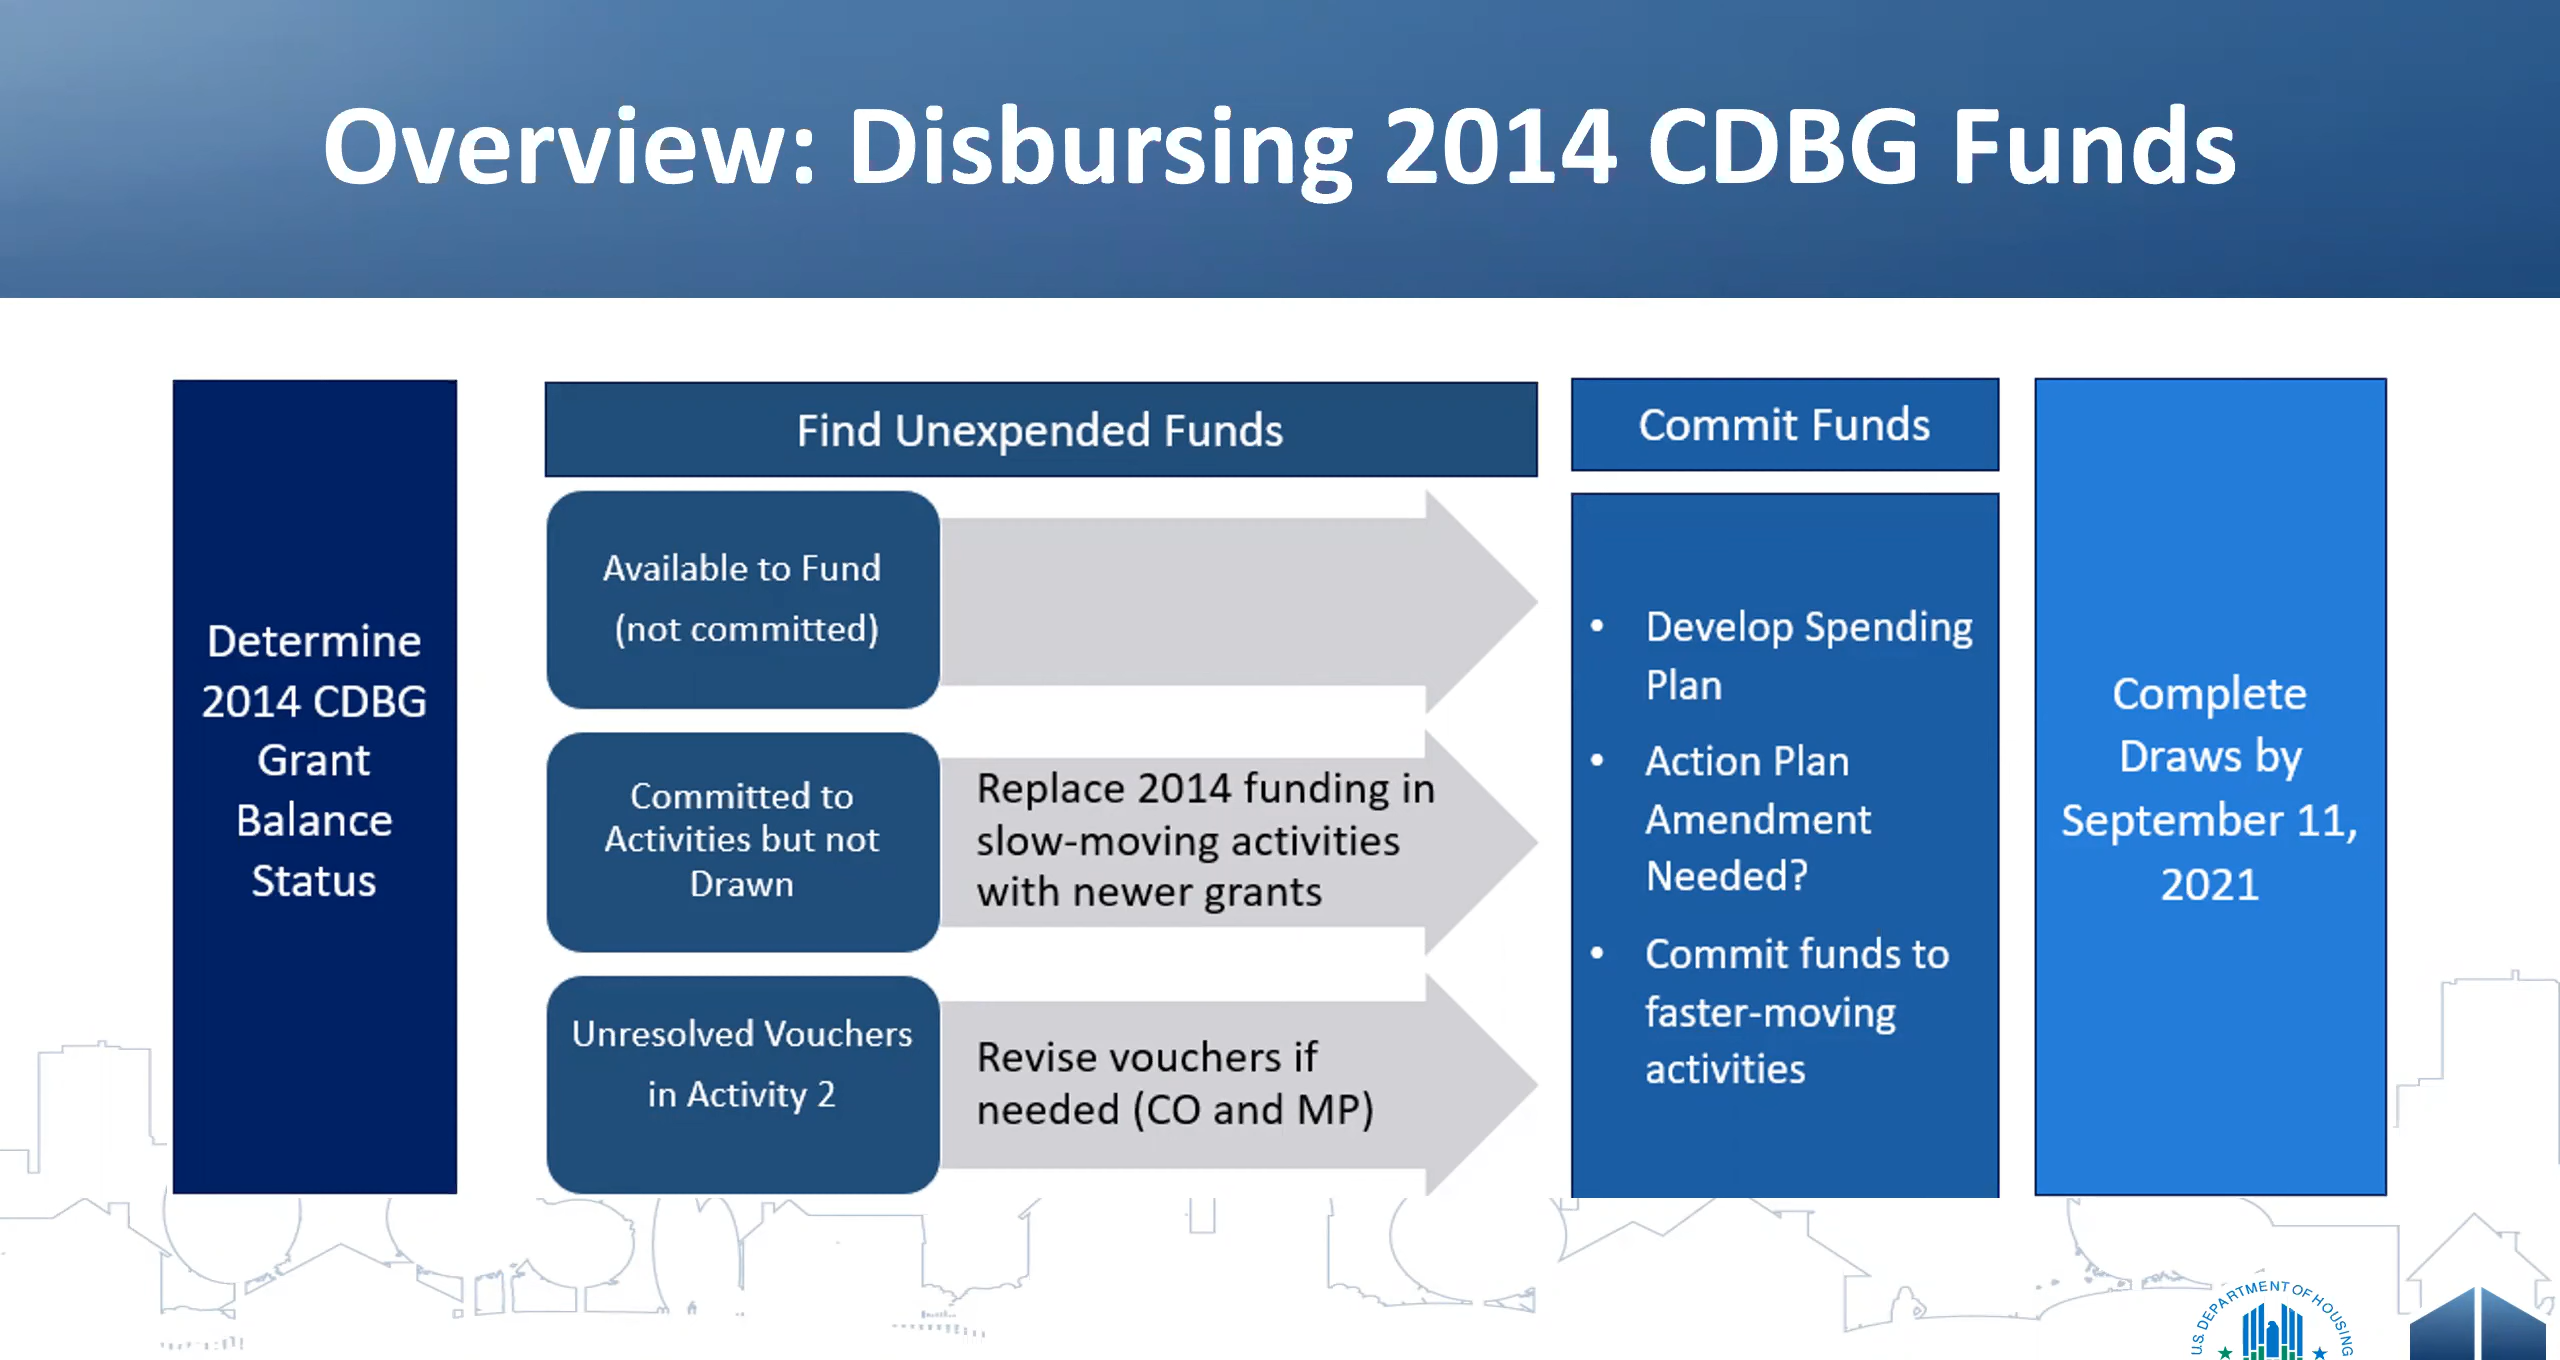 Overview: Disbursing 2014 CDBG Funds
Determine
2014 CDBG
Grant
Balance
Status
Find Unexpended Funds
Available to Fund
(not committed)
Committed to
Activities but not
Drawn
Replace 2014 funding in
slow-moving activities
with newer grants
Unresolved Vouchers
in Activity 2
Revise vouchers if
needed (CO and MP)
Commit Funds
• Develop Spending
Plan
• Action Plan
Amendment
Needed?
• Commit funds to
faster-moving
activities
Complete
Draws by
September 11,
2021
U.S. DEPARTMENT OF HOUSING